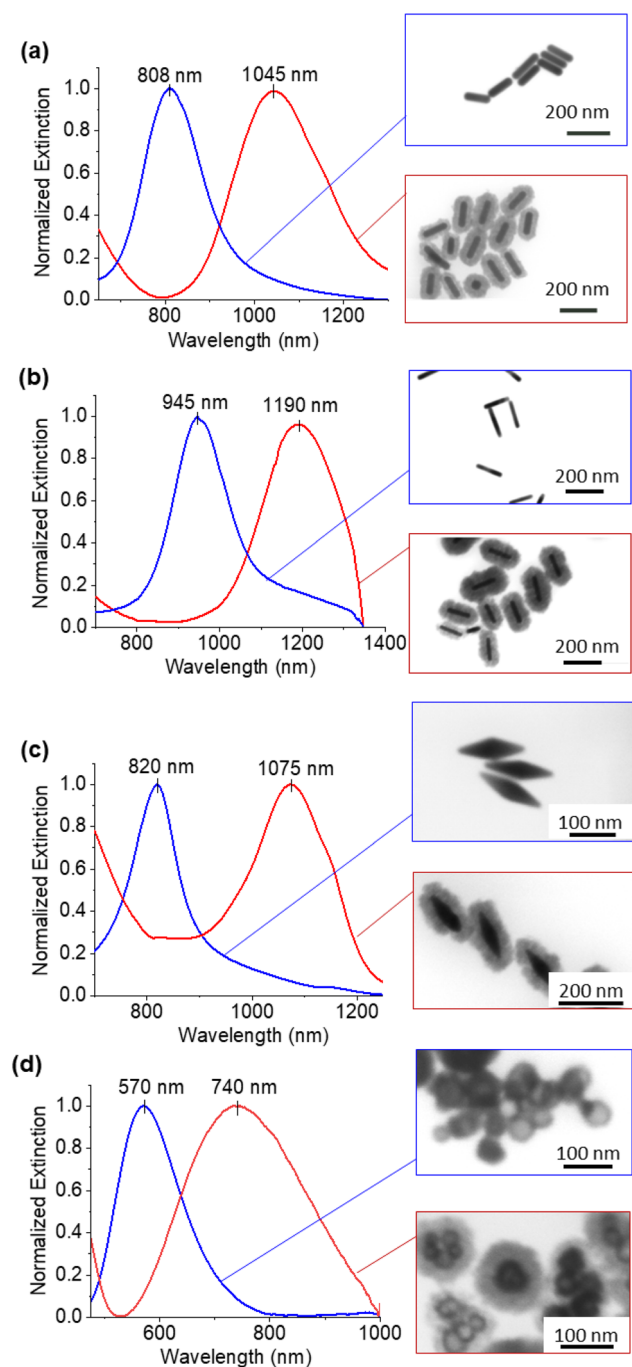 (a)
808 nm 1045 nm
Normalized Extinction
1.0
0.8
0.6
0.4
0.2
0.0
800 1000 1200
Wavelength (nm)
200 nm
200 nm
(b)
945 nm 1190 nm
Normalized Extinction
1.0
0.8
0.6
0.4
0.2
0.0
800 1000 1200 1400
Wavelength (nm)
200 nm
200 nm
(c)
820 nm 1075 nm
Normalized Extinction
1.0
0.8
0.6
0.4
0.2
0.0
800 1000 1200
Wavelength (nm)
100 nm
200 nm
(d)
570 nm 740 nm
Normalized Extinction
1.0
0.8
0.6
0.4
0.2
0.0
600 800 1000
Wavelength (nm)
100 nm
100 nm